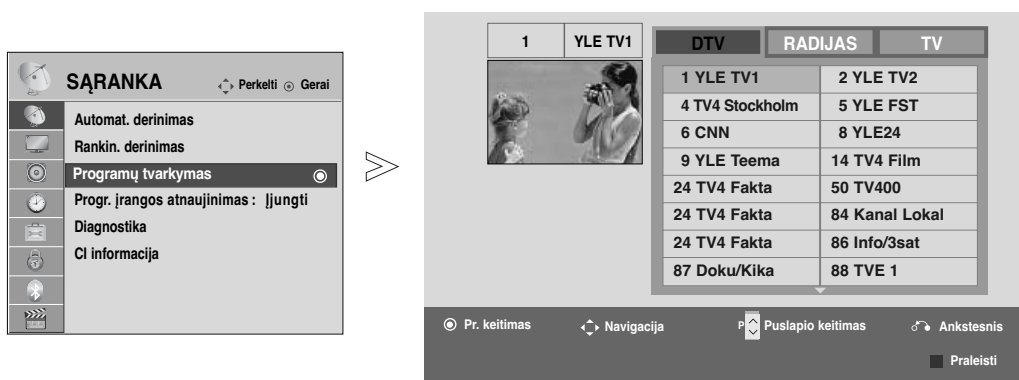 SĄRANKA
Perkelti Gerai
Automat. derinimas
Rankin. derinimas
Programų tvarkymas
Progr. įrangos atnaujinimas : Įjungti
Diagnostika
CI informacija
1 YLE TV1
DTV RADIJAS TV
1 YLE TV1 2 YLE TV2
4 TV4 Stockholm 5 YLE FST
6 CNN 8 YLE24
9 YLE Teema 14 TV4 Film
24 TV4 Fakta 50 TV400
24 TV4 Fakta 84 Kanal Lokal
24 TV4 Fakta 86 Info/3sat
87 Doku/Kika 88 TVE 1
Pr. keitimas Navigacija P Puslapio keitimas Ankstesnis
Praleisti